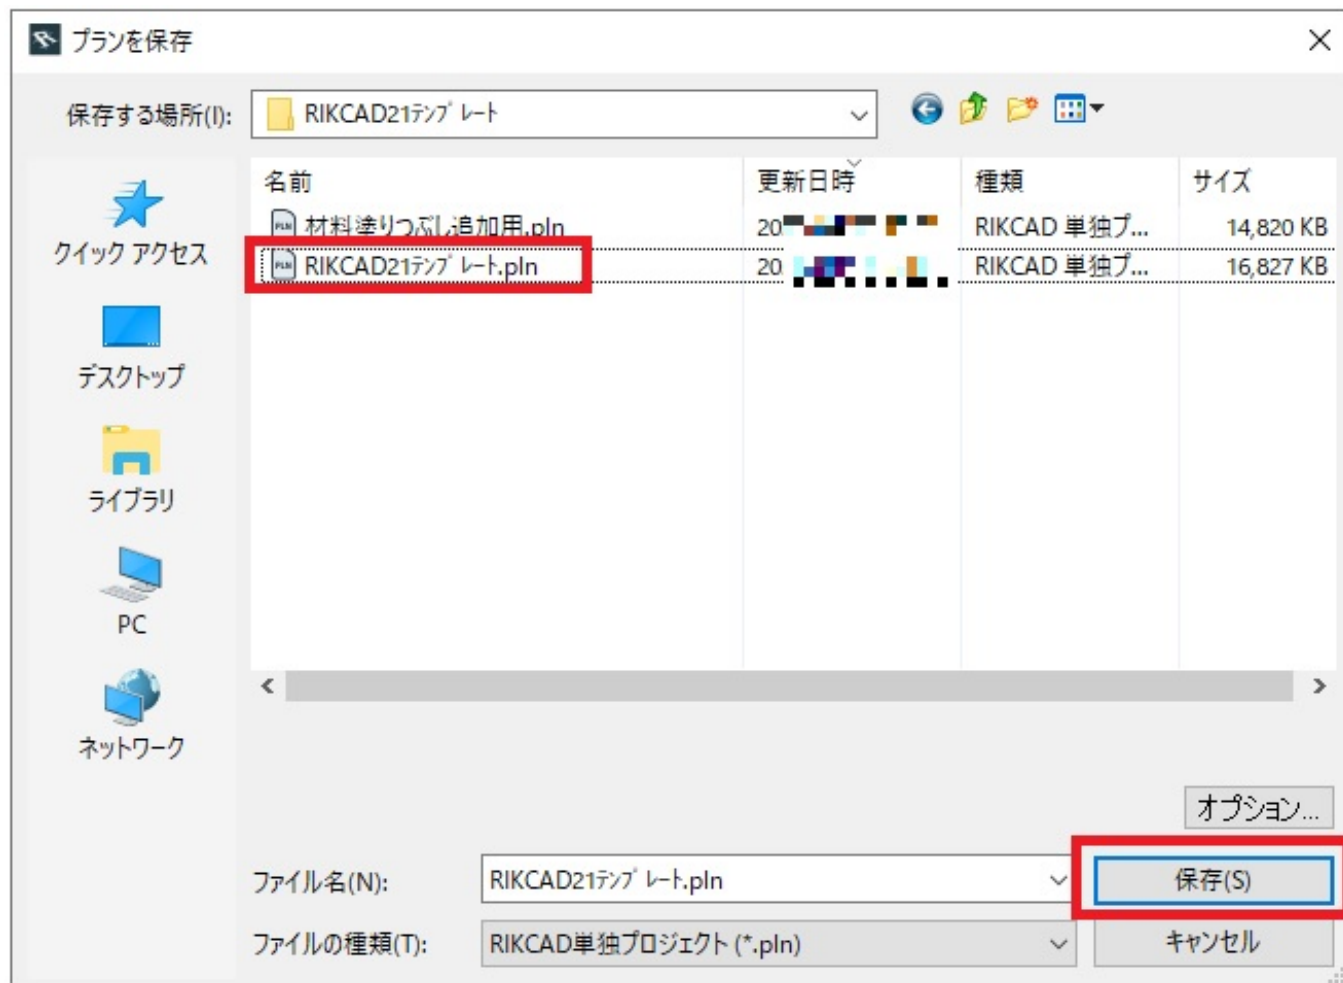 プランを保存
保存する場所(I):
RIKCAD21ﾃﾝﾌﾟﾚｰﾄ
名前
更新日時
種類
サイズ
材料塗りつぶし追加用.pln
20
RIKCAD 単独プ...
14,820 KB
RIKCAD21ﾃﾝﾌﾟﾚｰﾄ.pln
20
RIKCAD 単独プ...
16,827 KB
クイック アクセス
デスクトップ
ライブラリ
PC
ネットワーク
オプション...
ファイル名(N):
RIKCAD21ﾃﾝﾌﾟﾚｰﾄ.pln
保存(S)
ファイルの種類(T):
RIKCAD単独プロジェクト (*.pln)
キャンセル